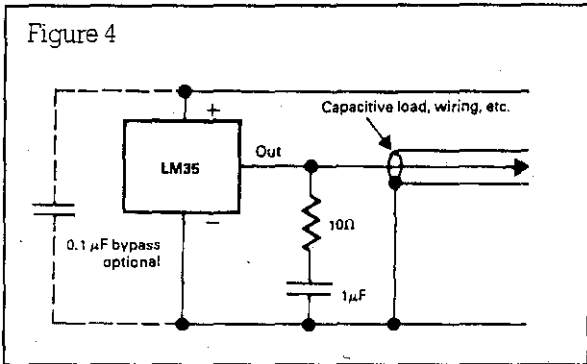 Figure 4
+
Capacitive load, wiring, etc.
Out
LM35
10Ω
–
0.1 μF bypass
optional
1μF